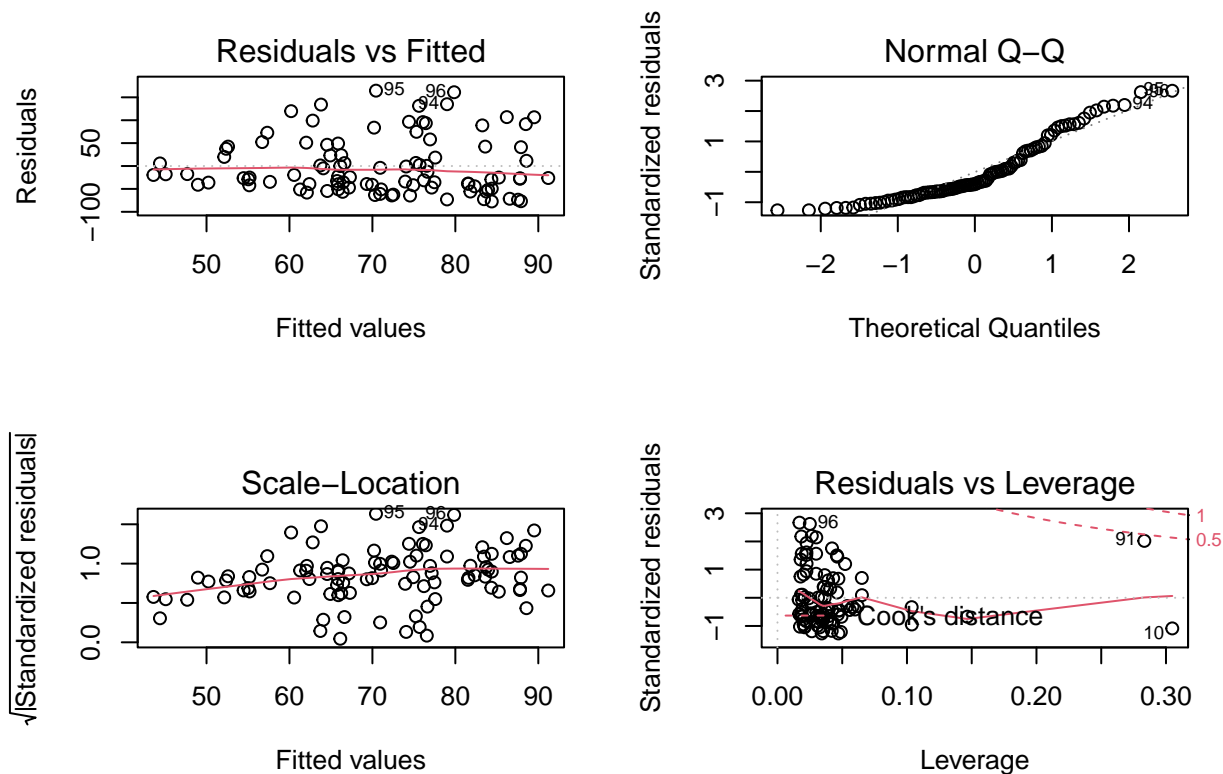 Residuals vs Fitted
Residuals
50
−100
95
96
94
50 60 70 80 90
Fitted values
Normal Q−Q
Standardized residuals
3
1
−1
95
96
94
−2 −1 0 1 2
Theoretical Quantiles
Scale−Location
√|Standardized residuals|
1.0
0.0
95
96
94
50 60 70 80 90
Fitted values
Residuals vs Leverage
Standardized residuals
3
1
−1
96
91
10
1
0.5
Cook's distance
0.00 0.10 0.20 0.30
Leverage